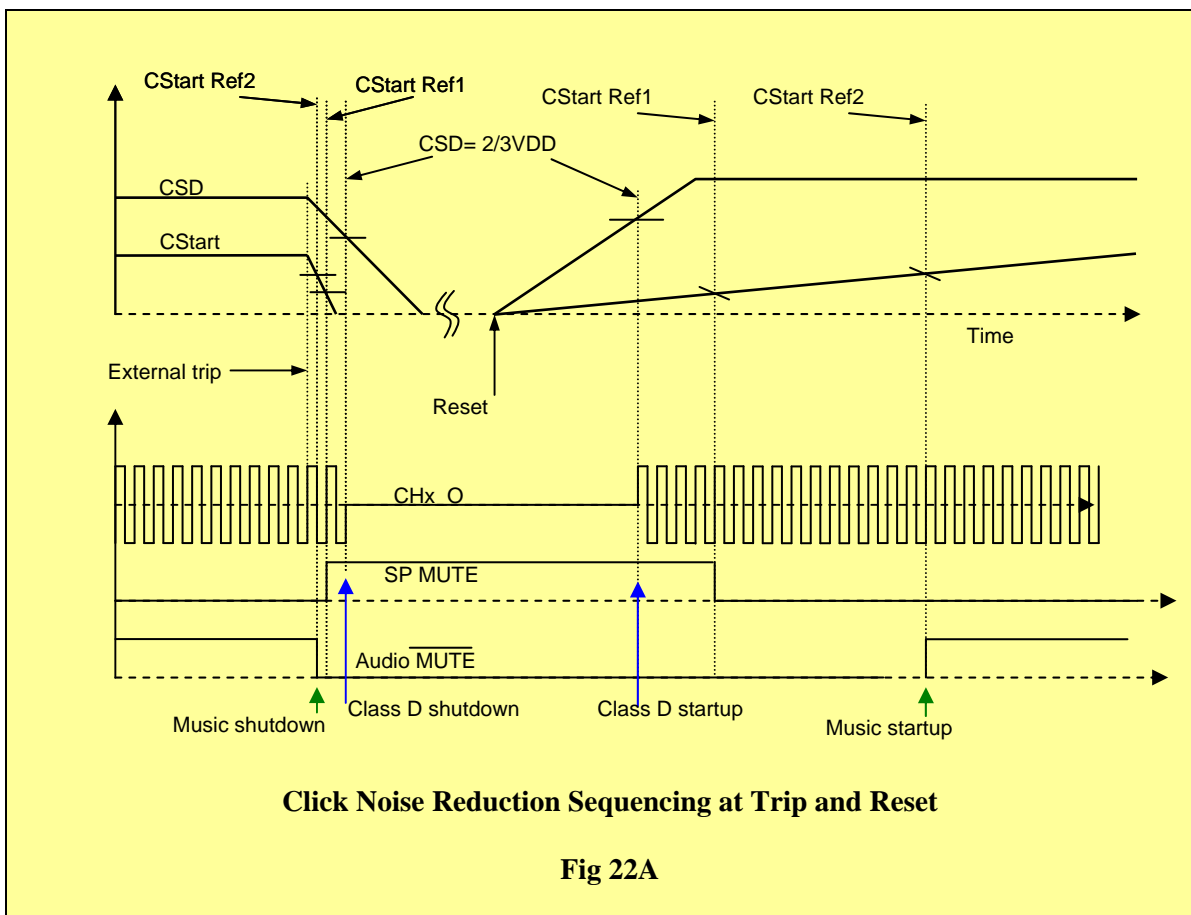 CStart Ref2
CStart Ref1
CStart Ref1
CStart Ref2
CSD= 2/3VDD
CSD
CStart
Time
External trip
Reset
CHx_O
SP MUTE
Audio MUTE
Music shutdown
Class D shutdown
Class D startup
Music startup
Click Noise Reduction Sequencing at Trip and Reset
Fig 22A